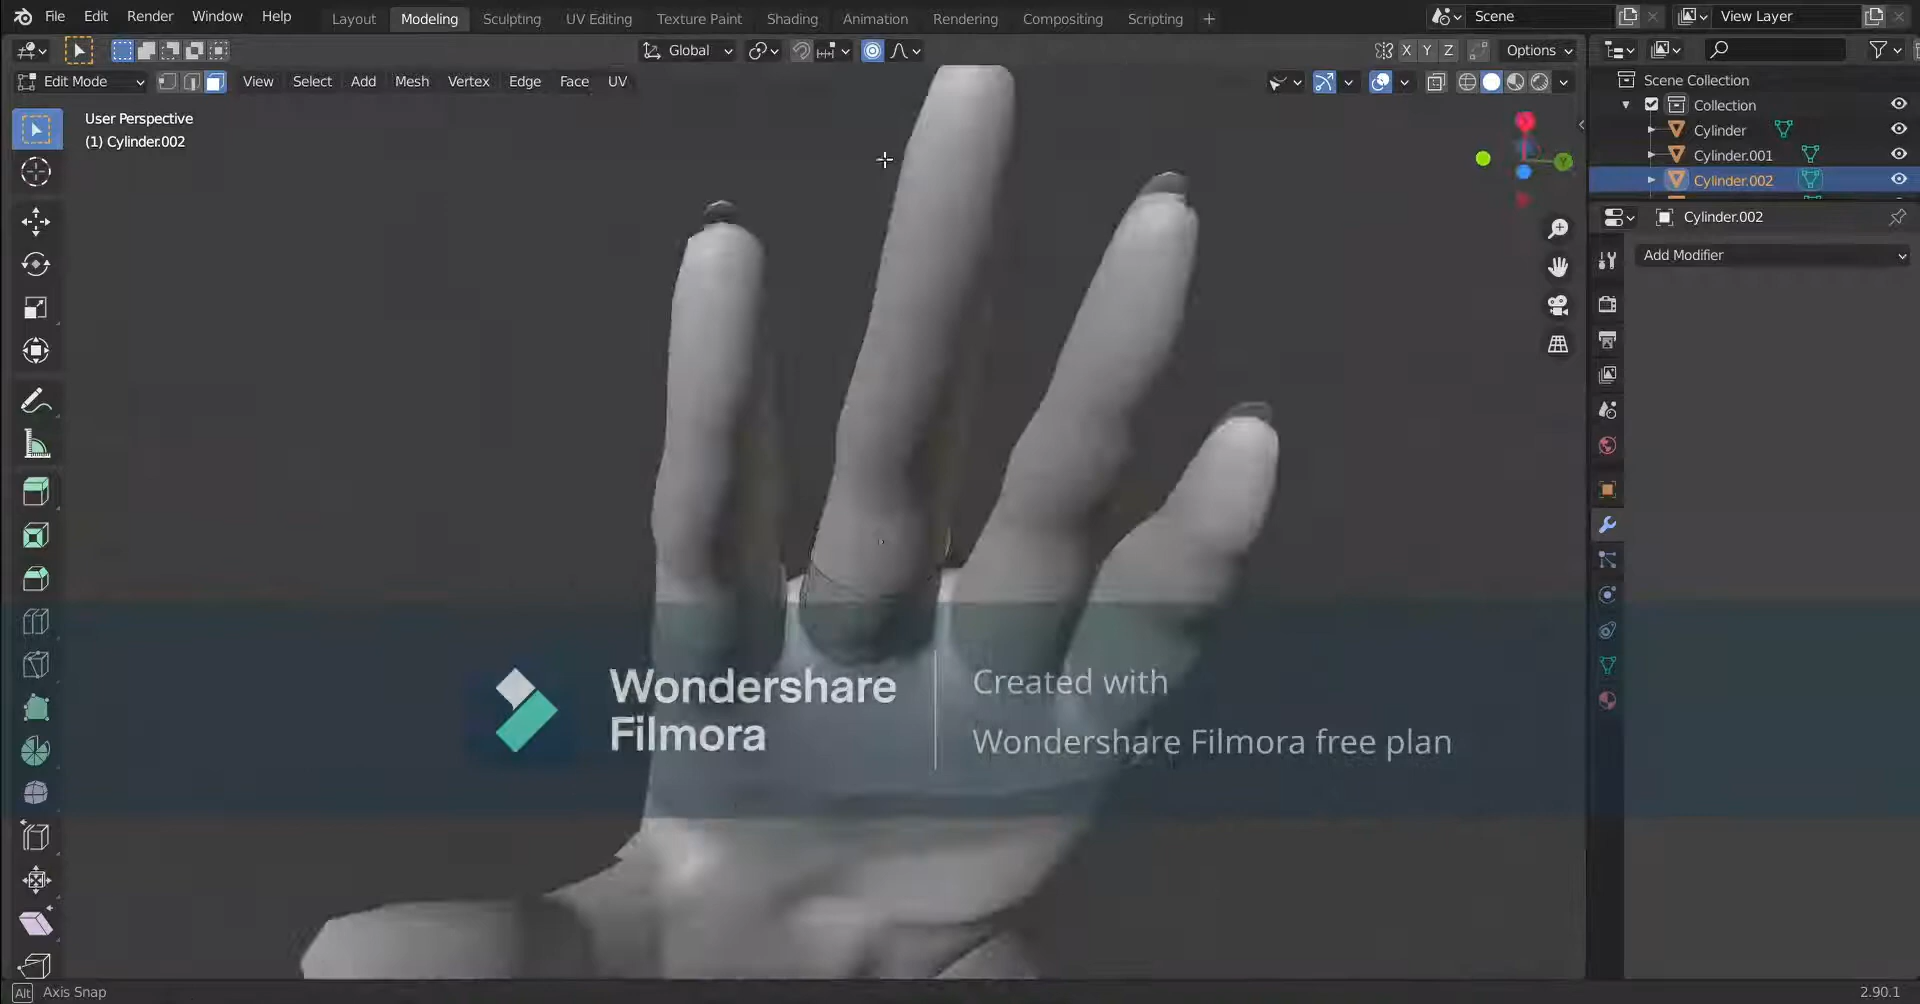 File Edit Render Window Help Layout Modeling Sculpting UV Editing Texture Paint Shading Animation Rendering Compositing Scripting + Scene View Layer
Global X Y Z Options
Edit Mode View Select Add Mesh Vertex Edge Face UV
Scene Collection
Collection
Cylinder
Cylinder.001
Cylinder.002
User Perspective
(1) Cylinder.002
Y
Cylinder.002
Add Modifier
Wondershare
Filmora
Created with
Wondershare Filmora free plan
Alt Axis Snap
2.90.1